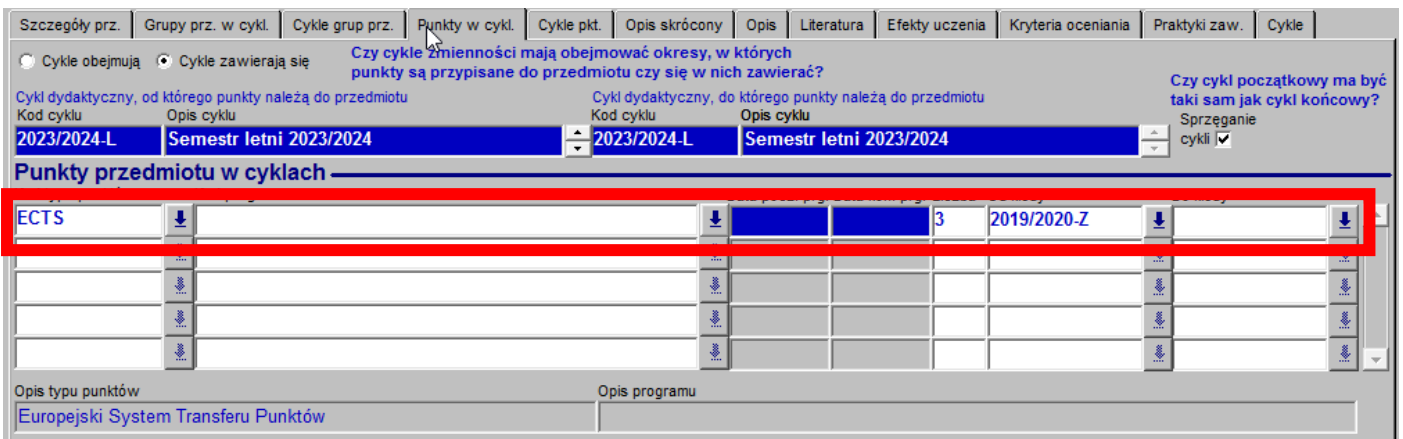 Szczegóły prz. Grupy prz. w cykl. Cykle grup prz. Punkty w cykl. Cykle pkt. Opis skrócony Opis Literatura Efekty uczenia Kryteria oceniania Praktyki zaw. Cykle
Cykle obejmują Cykle zawierają się
Czy cykle zmienności mają obejmować okresy, w których
punkty są przypisane do przedmiotu czy się w nich zawierać?
Czy cykl początkowy ma być
taki sam jak cykl końcowy?
Cykl dydaktyczny, od którego punkty należą do przedmiotu Cykl dydaktyczny, do którego punkty należą do przedmiotu
Kod cyklu Opis cyklu Kod cyklu Opis cyklu Sprzęganie
2023/2024-L Semestr letni 2023/2024 2023/2024-L Semestr letni 2023/2024 cykli
Punkty przedmiotu w cyklach
ECTS 3 2019/2020-Z
Opis typu punktów Opis programu
Europejski System Transferu Punktów